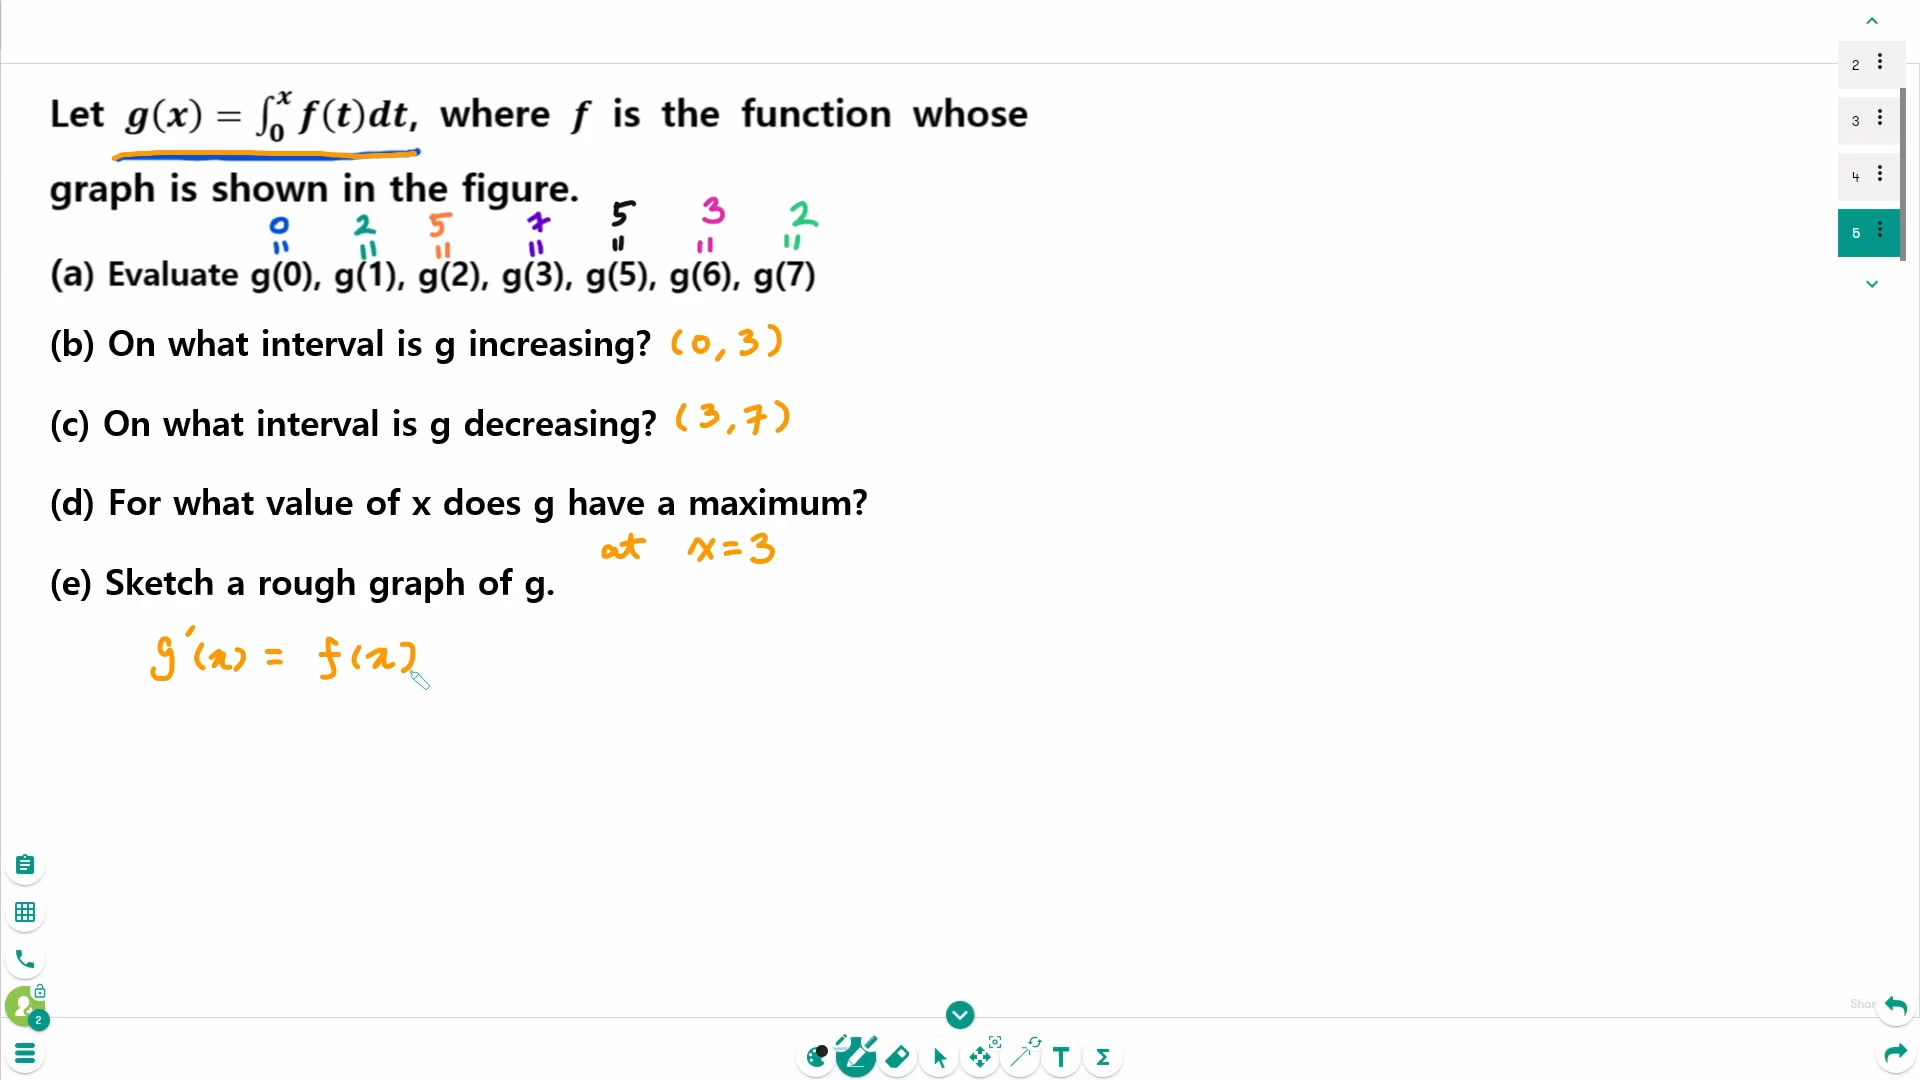 Let g(x) = ∫₀ˣ f(t)dt, where f is the function whose
graph is shown in the figure.
0 2 5 7 5 3 2
= = = = = = =
(a) Evaluate g(0), g(1), g(2), g(3), g(5), g(6), g(7)
(b) On what interval is g increasing? (0, 3)
(c) On what interval is g decreasing? (3, 7)
(d) For what value of x does g have a maximum?
at x=3
(e) Sketch a rough graph of g.
g′(x) = f(x)
2
3
4
5
2
Shar
T Σ